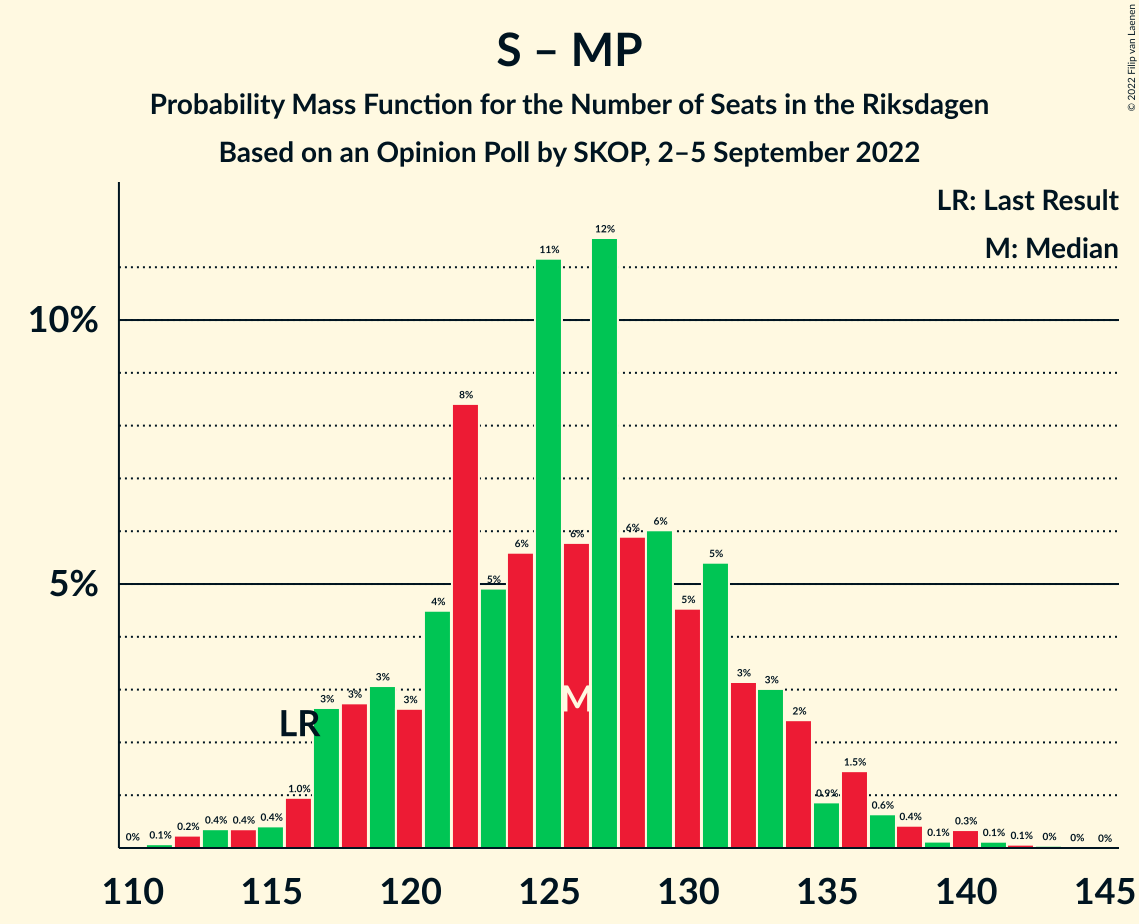 S – MP
Probability Mass Function for the Number of Seats in the Riksdagen
Based on an Opinion Poll by SKOP, 2–5 September 2022
© 2022 Filip van Laenen
LR: Last Result
M: Median
10%
5%
0% 0.1% 0.2% 0.4% 0.4% 0.4% 1.0% 3% 3% 3% 3% 4% 8% 5% 6% 11% 6% 12% 6% 6% 5% 5% 3% 3% 2% 0.9% 1.5% 0.6% 0.4% 0.1% 0.3% 0.1% 0.1% 0% 0% 0%
LR
M
110 115 120 125 130 135 140 145